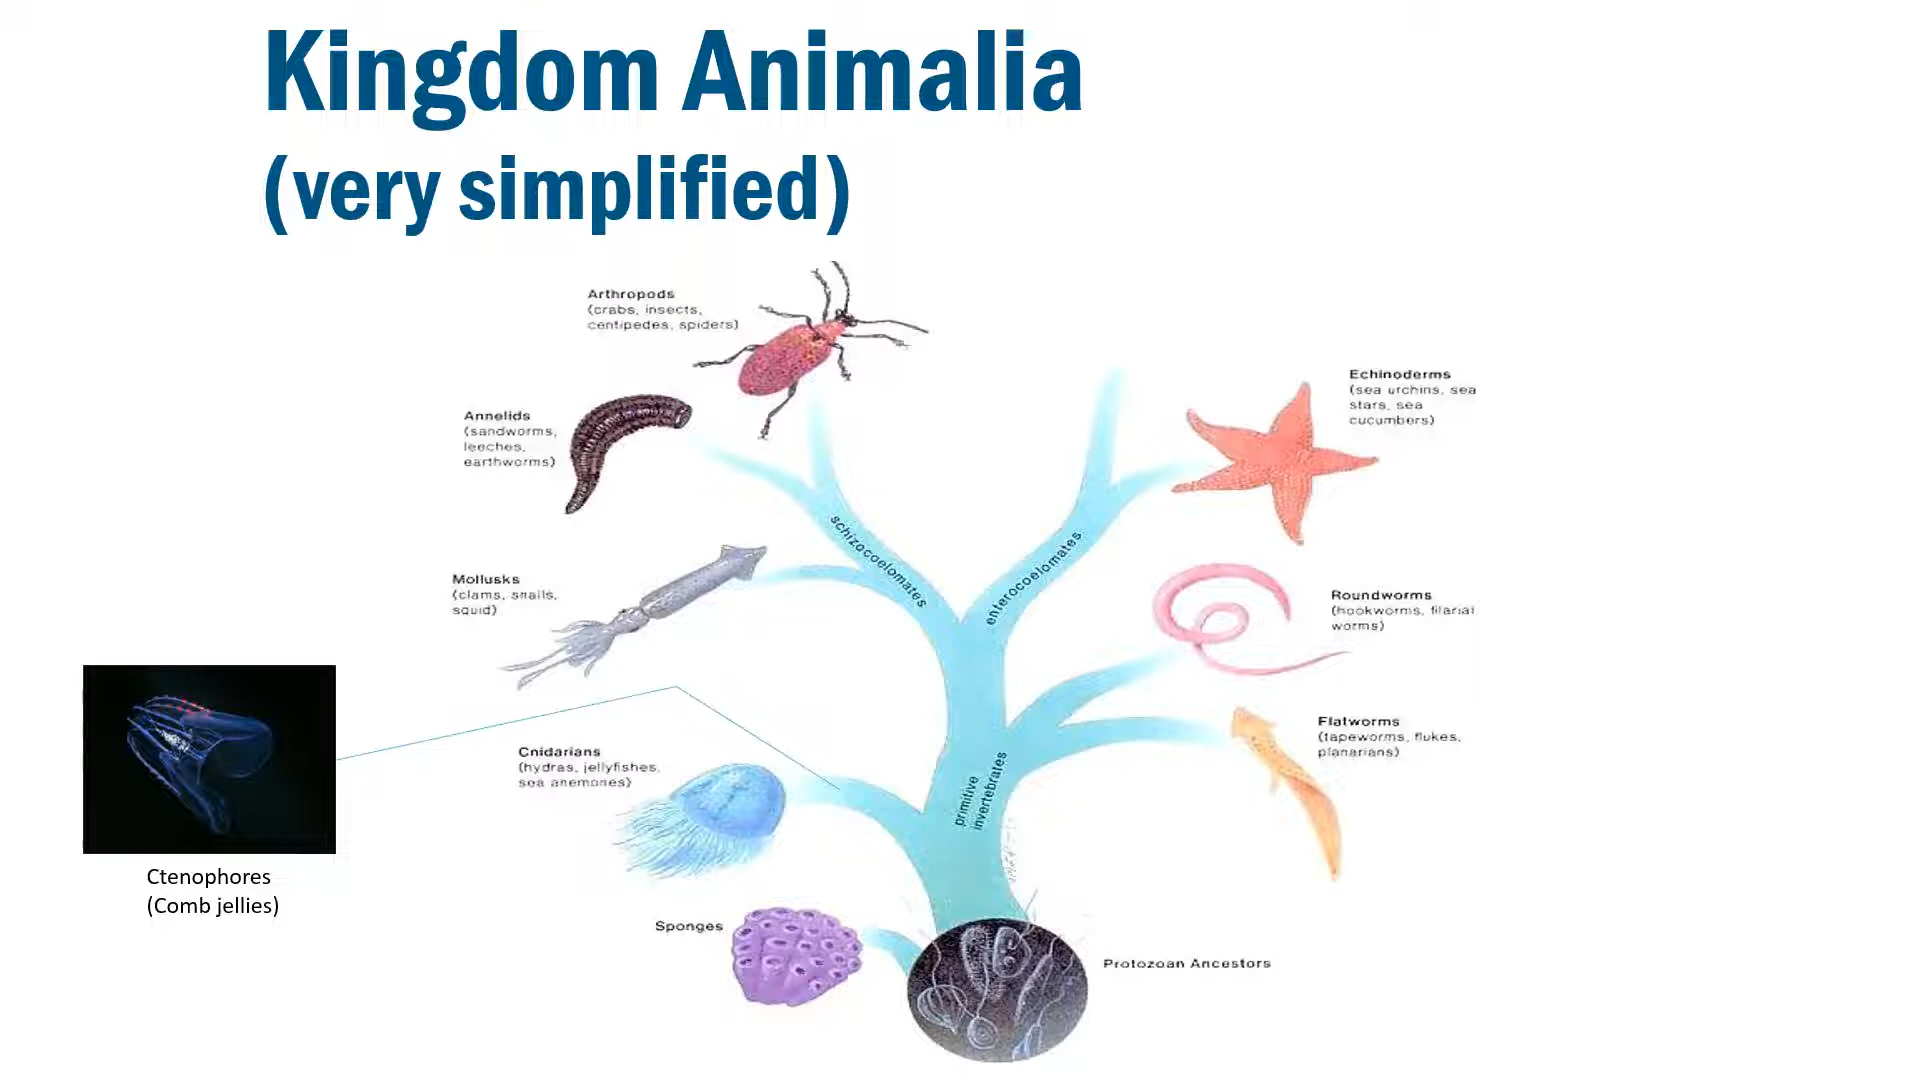 Kingdom Animalia
(very simplified)
Arthropods
(crabs, insects,
centipedes, spiders)
Echinoderms
(sea urchins, sea
stars, sea
cucumbers)
Annelids
(sandworms,
leeches,
earthworms)
schizocoelomates
enterocoelomates
Mollusks
(clams, snails,
squid)
Roundworms
(hookworms, filarial
worms)
Flatworms
(tapeworms, flukes,
planarians)
Cnidarians
(hydras, jellyfishes,
sea anemones)
primitive
invertebrates
Ctenophores
(Comb jellies)
Sponges
Protozoan Ancestors